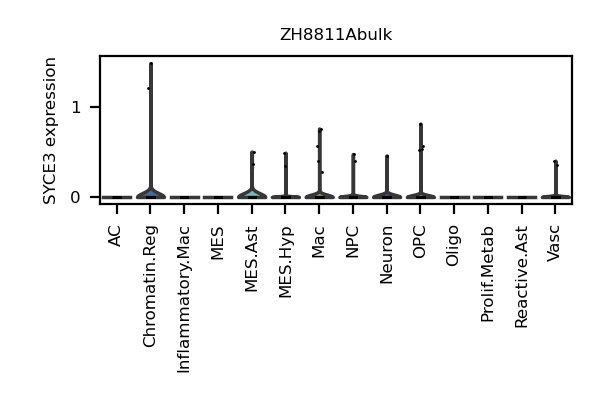 ZH8811Abulk
SYCE3 expression
1
0
AC
Chromatin.Reg
Inflammatory.Mac
MES
MES.Ast
MES.Hyp
Mac
NPC
Neuron
OPC
Oligo
Prolif.Metab
Reactive.Ast
Vasc